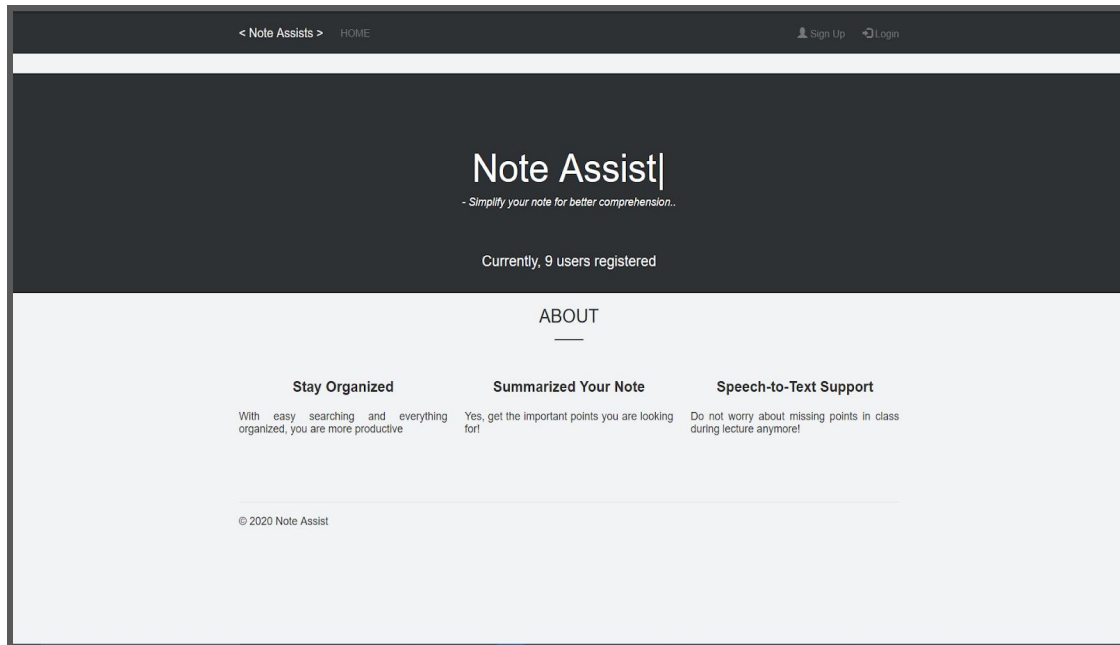 < Note Assists > HOME Sign Up Login
Note Assist|
- Simplify your note for better comprehension..
Currently, 9 users registered
ABOUT
Stay Organized
With easy searching and everything
organized, you are more productive
Summarized Your Note
Yes, get the important points you are looking
for!
Speech-to-Text Support
Do not worry about missing points in class
during lecture anymore!
© 2020 Note Assist